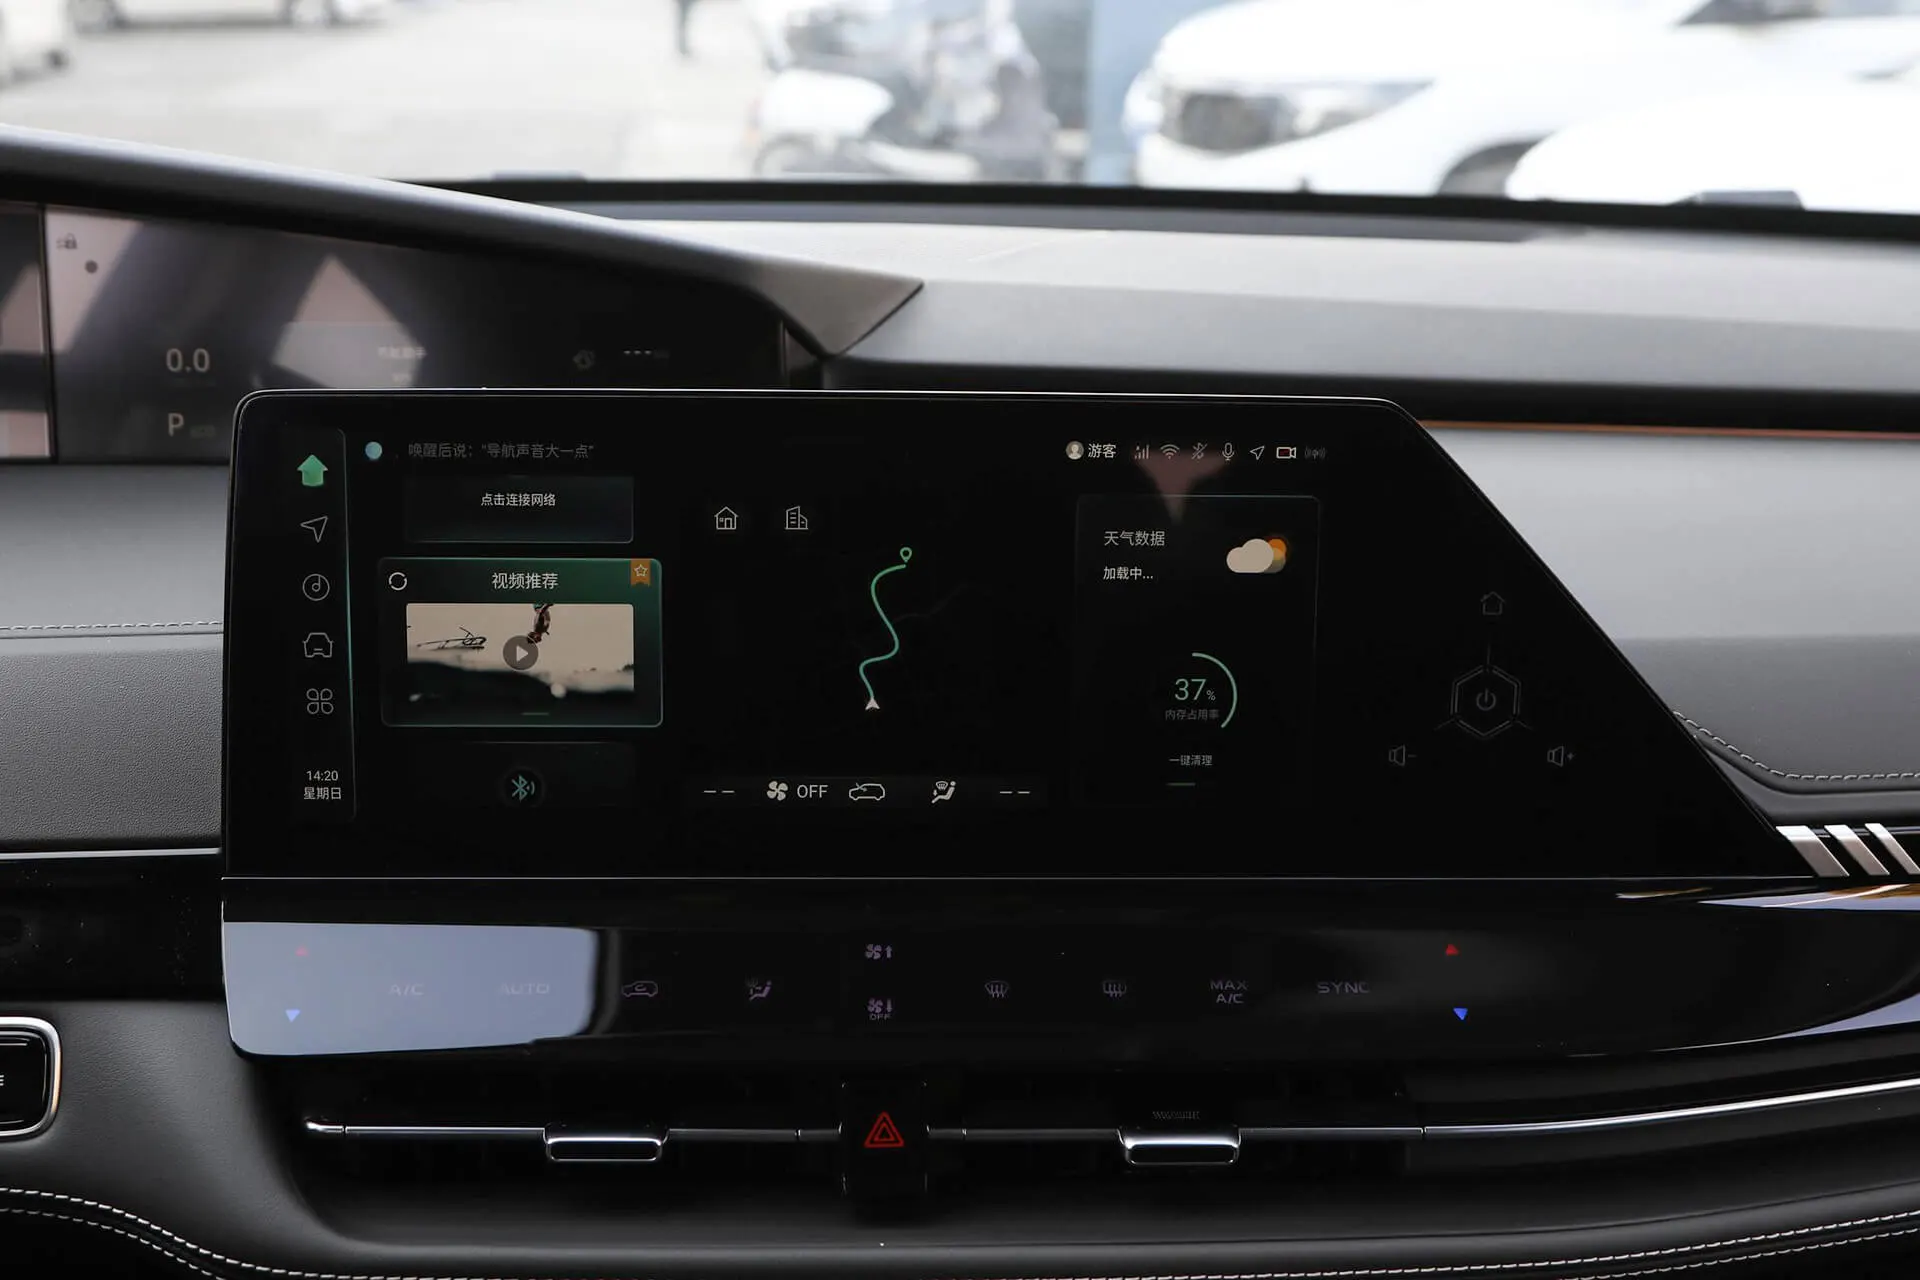 0.0
P
唤醒后说："导航声音大一点"
游客
点击连接网络
视频推荐
天气数据
加载中...
37%
内存占用率
一键清理
14:20
星期日
--
OFF
--
A/C
AUTO
OFF
MAX
A/C
SYNC